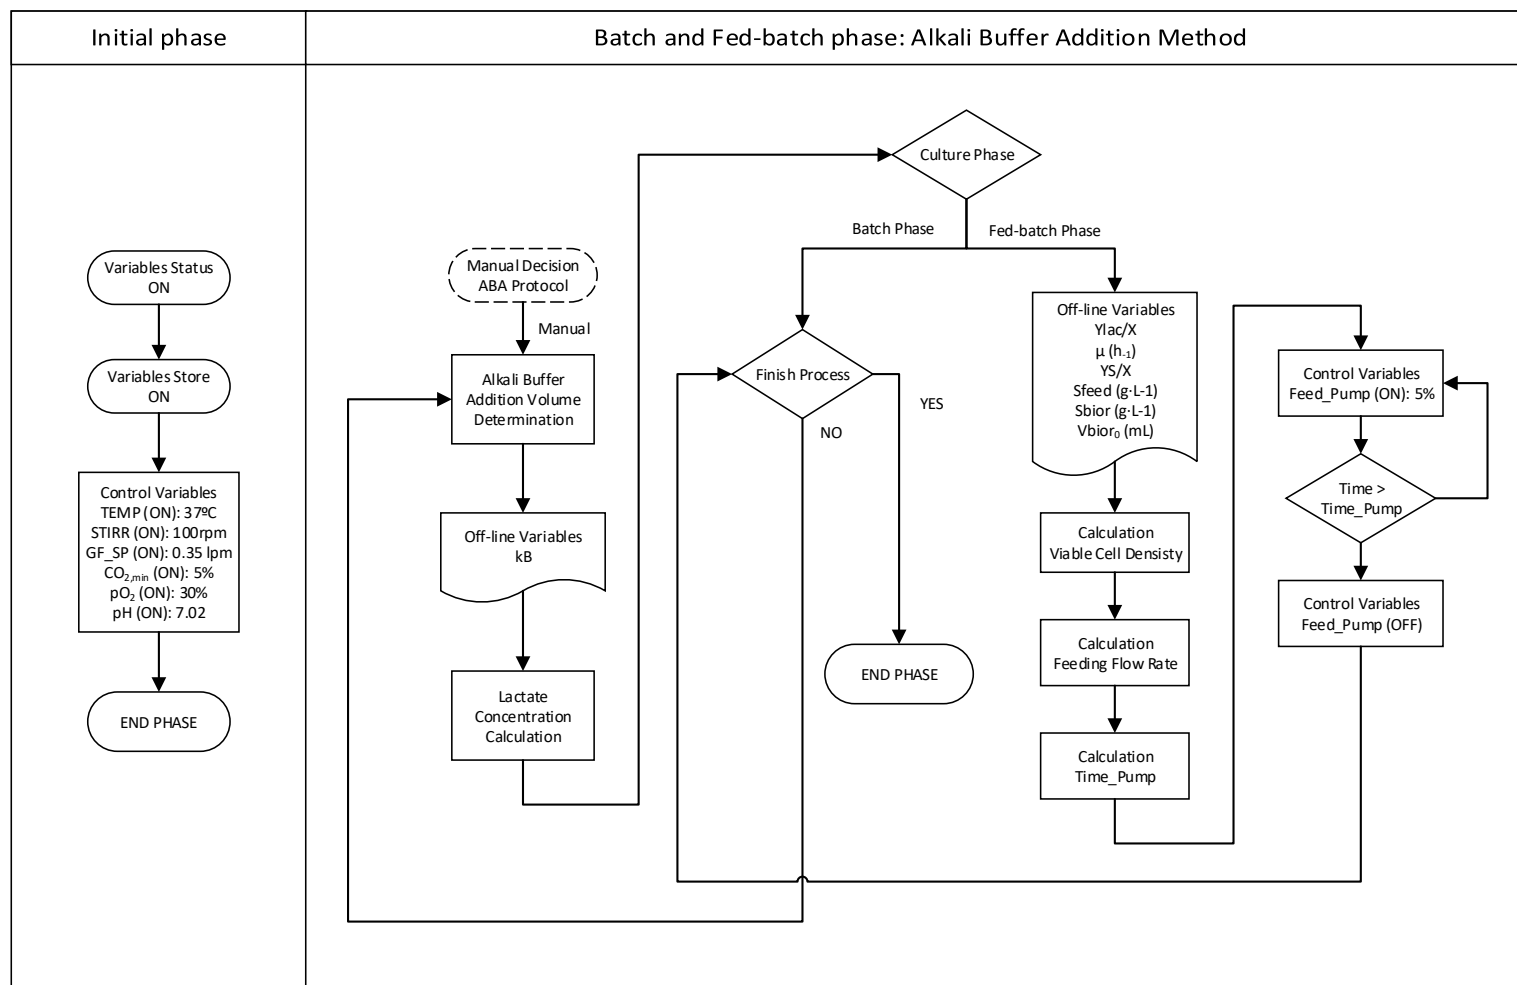 Initial phase
Batch and Fed-batch phase: Alkali Buffer Addition Method
Variables Status
ON
Variables Store
ON
Control Variables
TEMP (ON): 37ºC
STIRR (ON): 100rpm
GF_SP (ON): 0.35 lpm
CO2,min (ON): 5%
pO2 (ON): 30%
pH (ON): 7.02
END PHASE
Manual Decision
ABA Protocol
Manual
Alkali Buffer
Addition Volume
Determination
Off-line Variables
kB
Lactate
Concentration
Calculation
Culture Phase
Batch Phase
Fed-batch Phase
Finish Process
YES
NO
END PHASE
Off-line Variables
Ylac/X
µ (h-1)
YS/X
Sfeed (g·L-1)
Sbior (g·L-1)
Vbior0 (mL)
Calculation
Viable Cell Densisty
Calculation
Feeding Flow Rate
Calculation
Time_Pump
Control Variables
Feed_Pump (ON): 5%
Time >
Time_Pump
Control Variables
Feed_Pump (OFF)